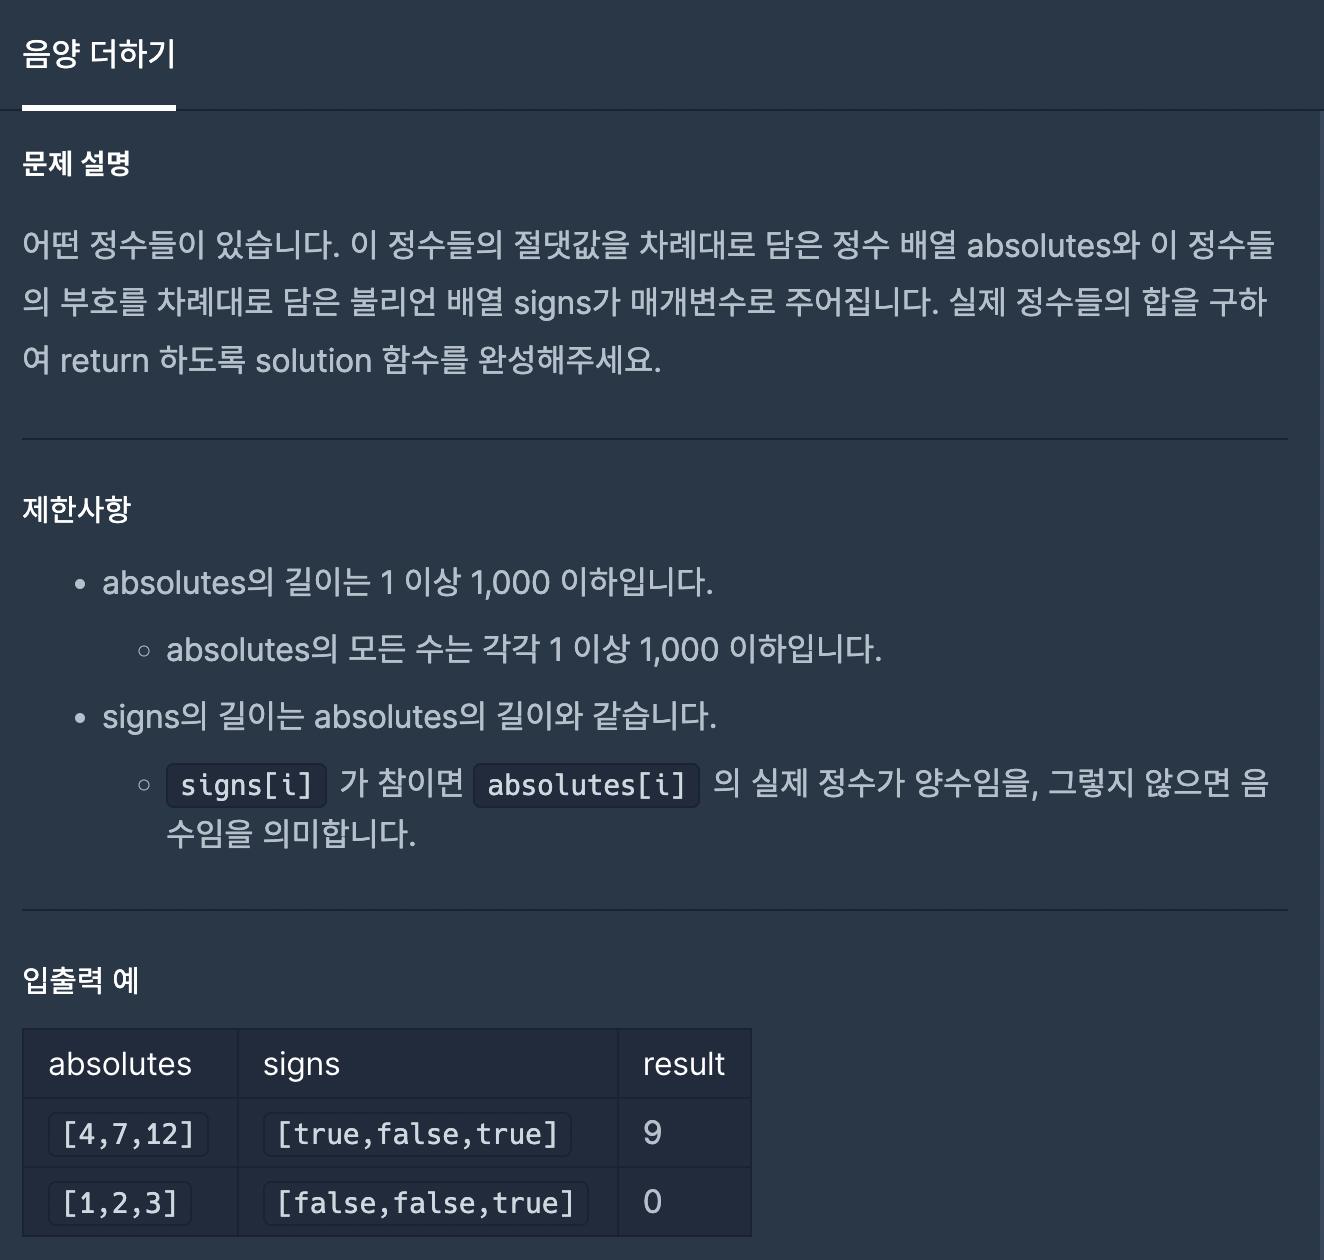 음양 더하기
문제 설명
어떤 정수들이 있습니다. 이 정수들의 절댓값을 차례대로 담은 정수 배열 absolutes와 이 정수들
의 부호를 차례대로 담은 불리언 배열 signs가 매개변수로 주어집니다. 실제 정수들의 합을 구하
여 return 하도록 solution 함수를 완성해주세요.
제한사항
• absolutes의 길이는 1 이상 1,000 이하입니다.
◦ absolutes의 모든 수는 각각 1 이상 1,000 이하입니다.
• signs의 길이는 absolutes의 길이와 같습니다.
◦ signs[i] 가 참이면 absolutes[i] 의 실제 정수가 양수임을, 그렇지 않으면 음
수임을 의미합니다.
입출력 예
absolutes signs result
[4,7,12] [true,false,true] 9
[1,2,3] [false,false,true] 0